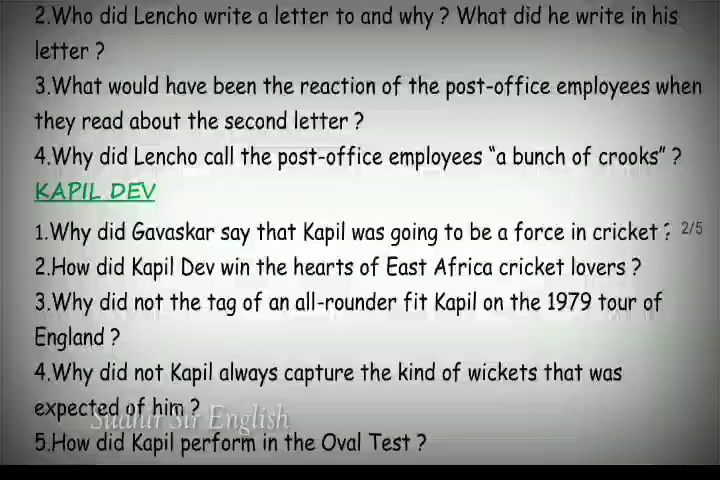 2.Who did Lencho write a letter to and why ? What did he write in his
letter ?
3.What would have been the reaction of the post-office employees when
they read about the second letter ?
4.Why did Lencho call the post-office employees “a bunch of crooks” ?
KAPIL DEV
1.Why did Gavaskar say that Kapil was going to be a force in cricket ? 2/5
2.How did Kapil Dev win the hearts of East Africa cricket lovers ?
3.Why did not the tag of an all-rounder fit Kapil on the 1979 tour of
England ?
4.Why did not Kapil always capture the kind of wickets that was
expected of him ?
Sudhir Sir English
5.How did Kapil perform in the Oval Test ?